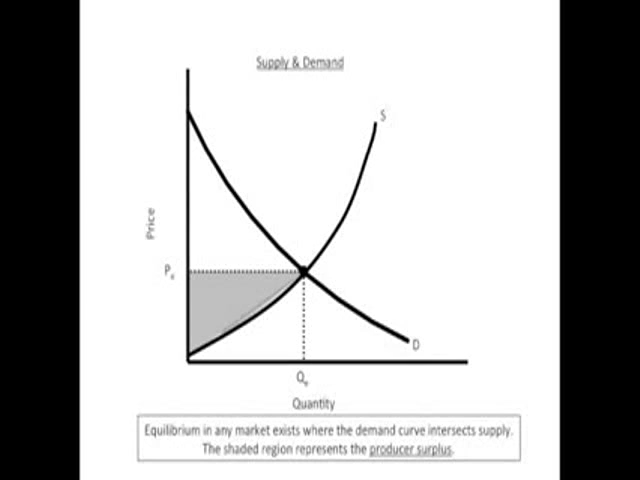 Supply & Demand
S
Price
Pe
D
Qe
Quantity
Equilibrium in any market exists where the demand curve intersects supply.
The shaded region represents the producer surplus.